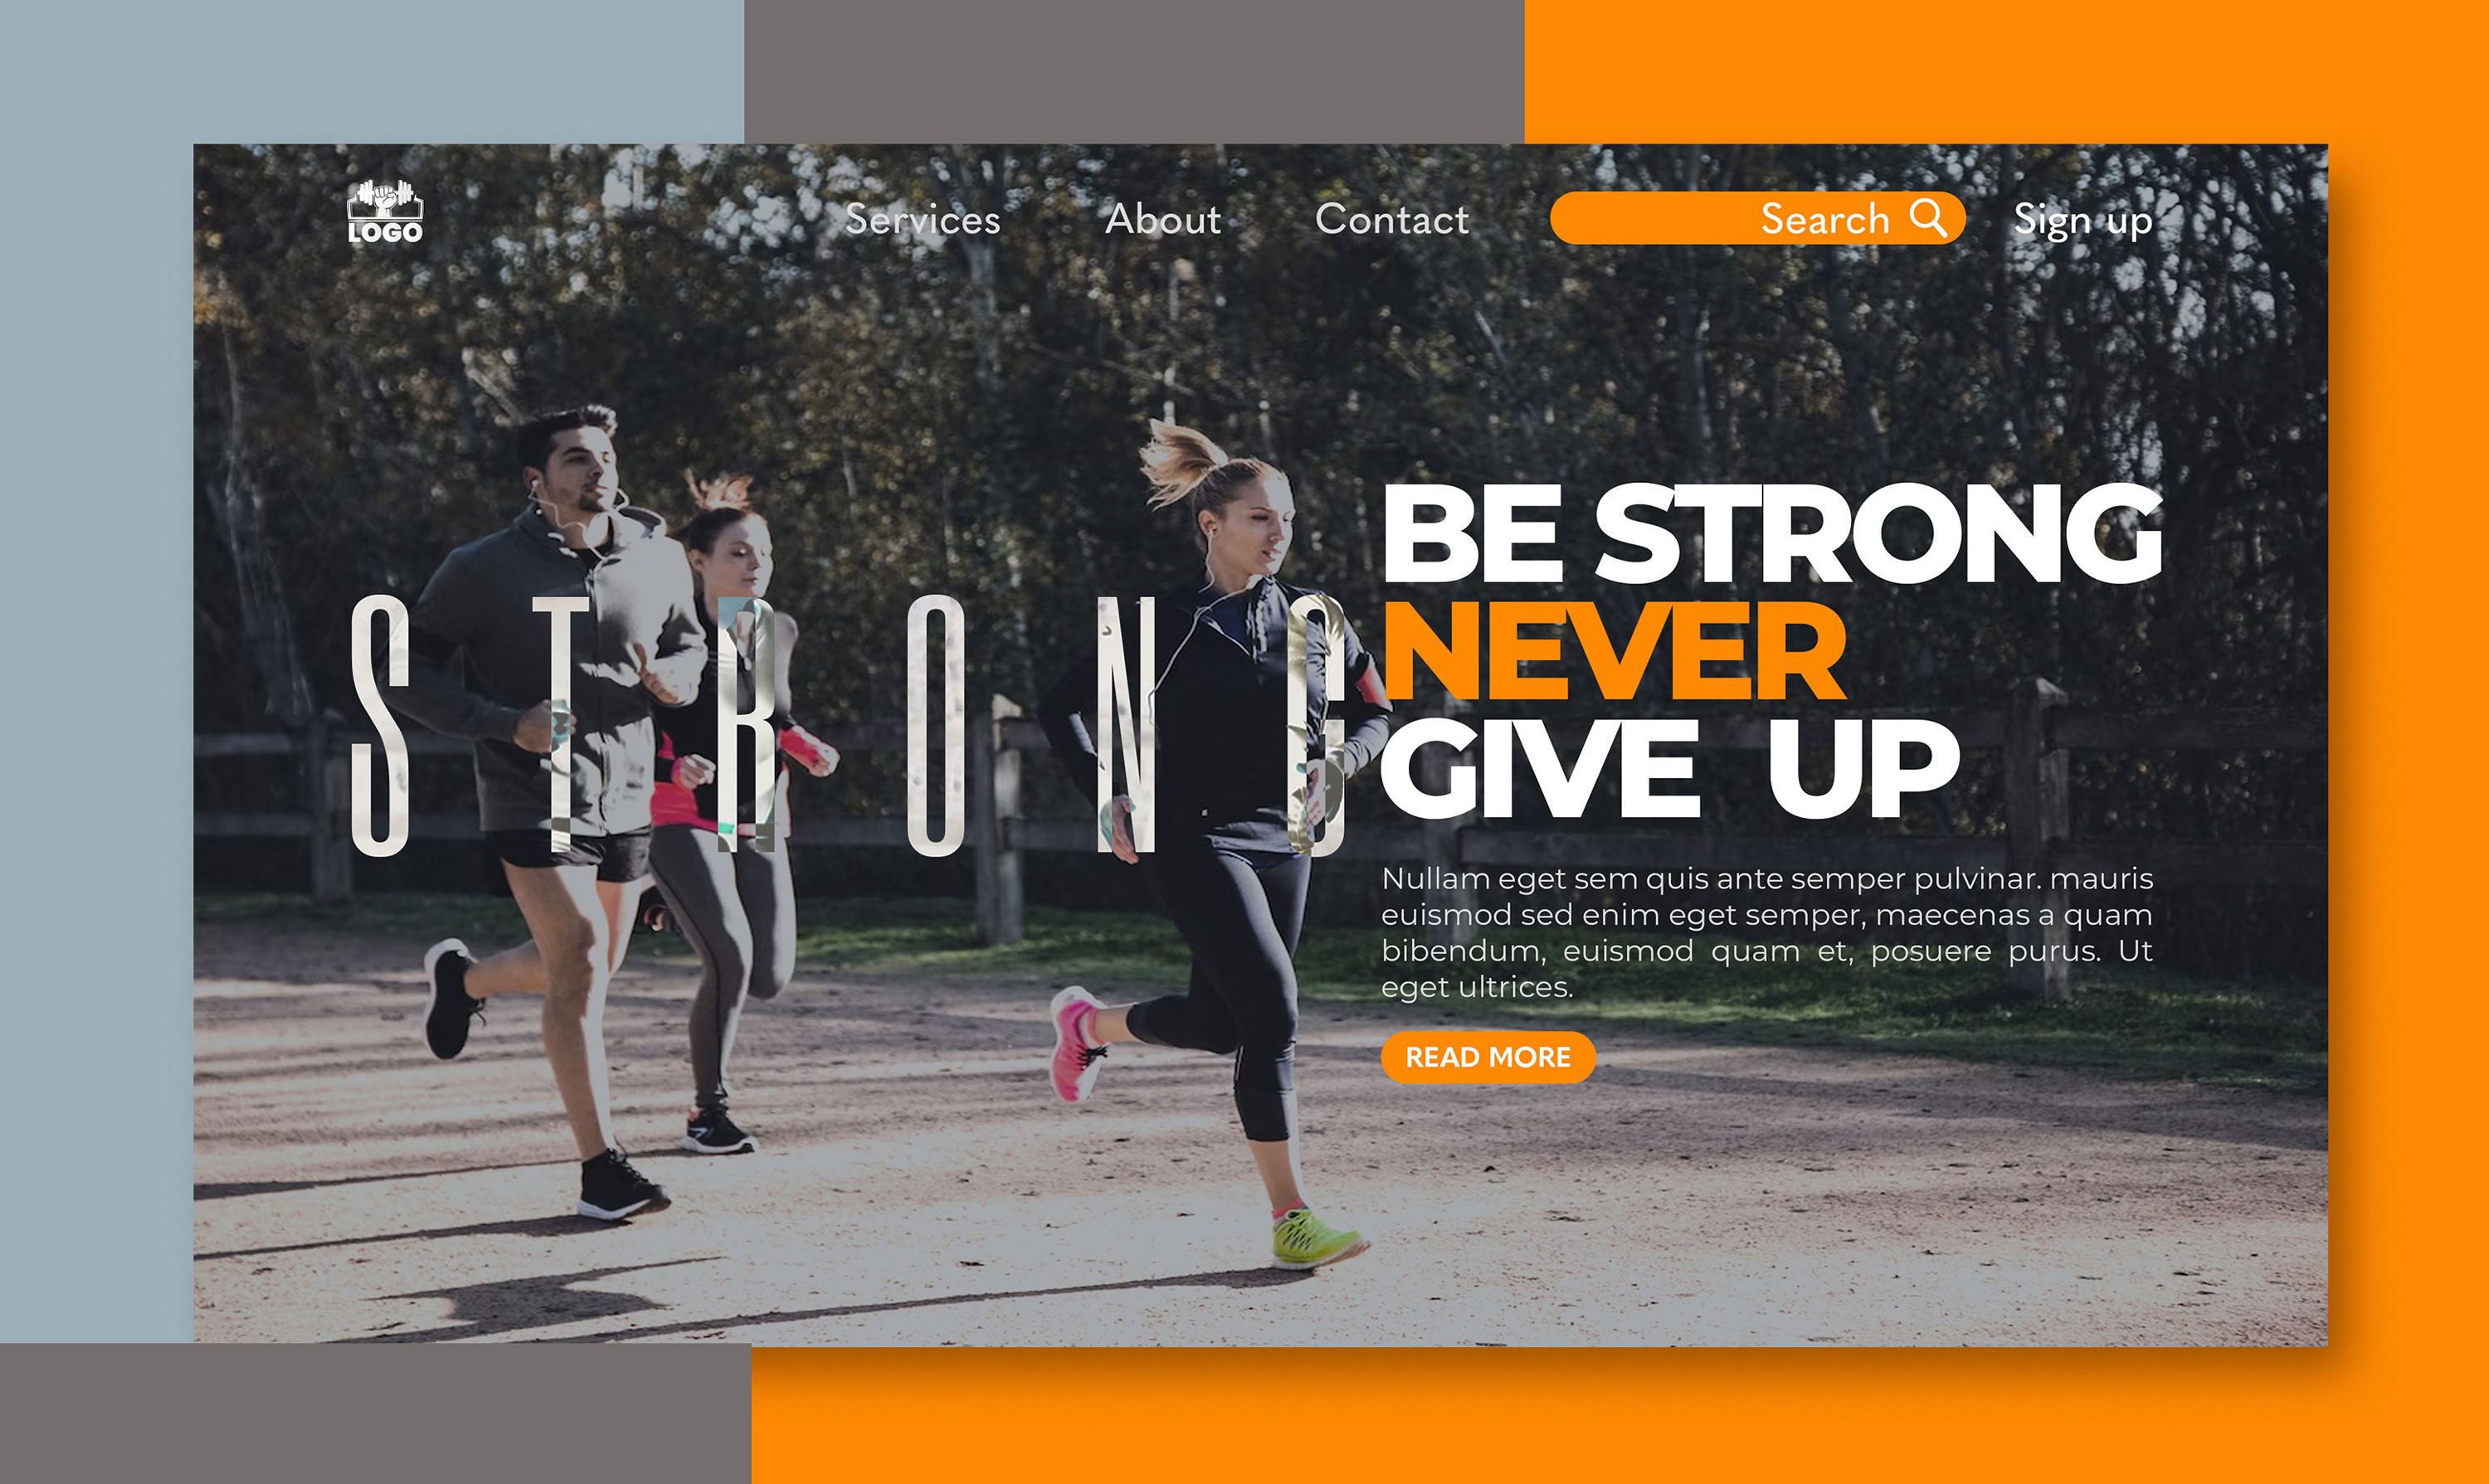 LOGO
Services About Contact Search Sign up
STRONG
BE STRONG
NEVER
GIVE UP
Nullam eget sem quis ante semper pulvinar. mauris
euismod sed enim eget semper, maecenas a quam
bibendum, euismod quam et, posuere purus. Ut
eget ultrices.
READ MORE